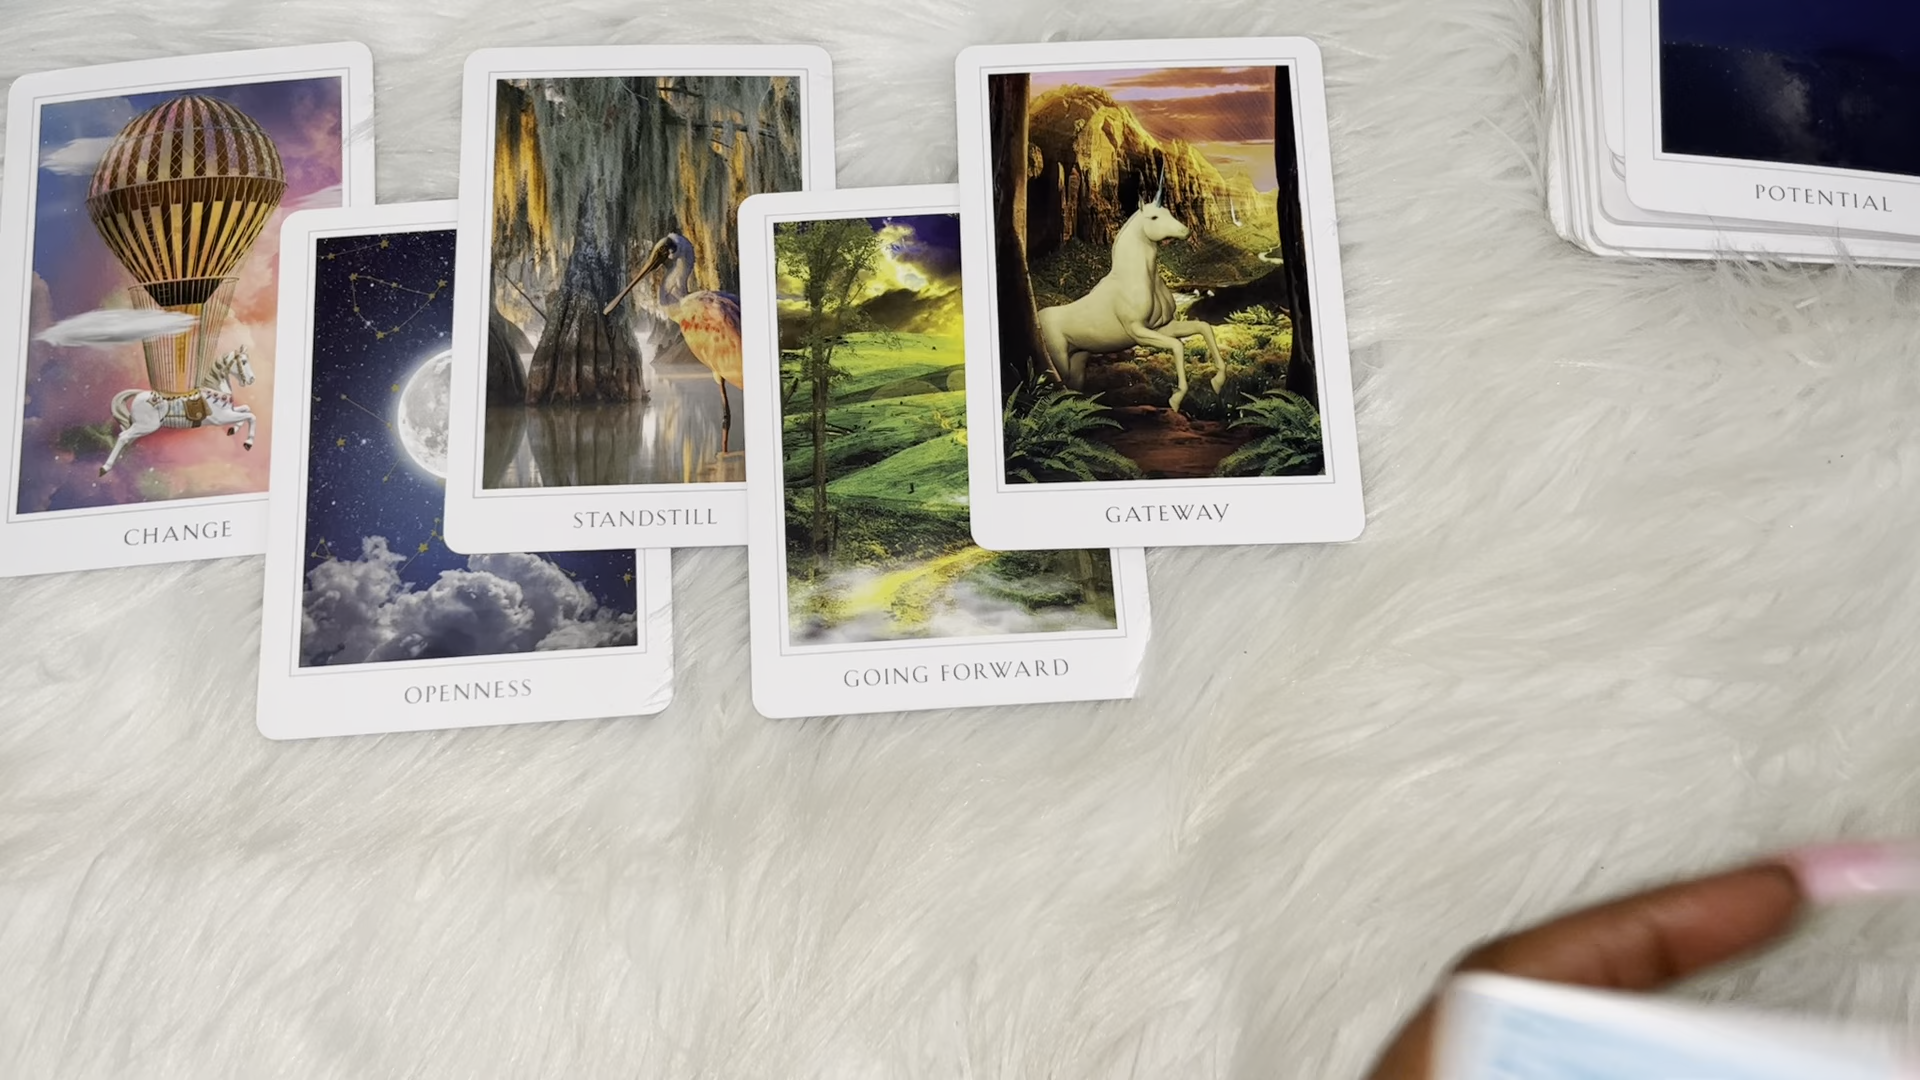 CHANGE
OPENNESS
STANDSTILL
GOING FORWARD
GATEWAY
POTENTIAL